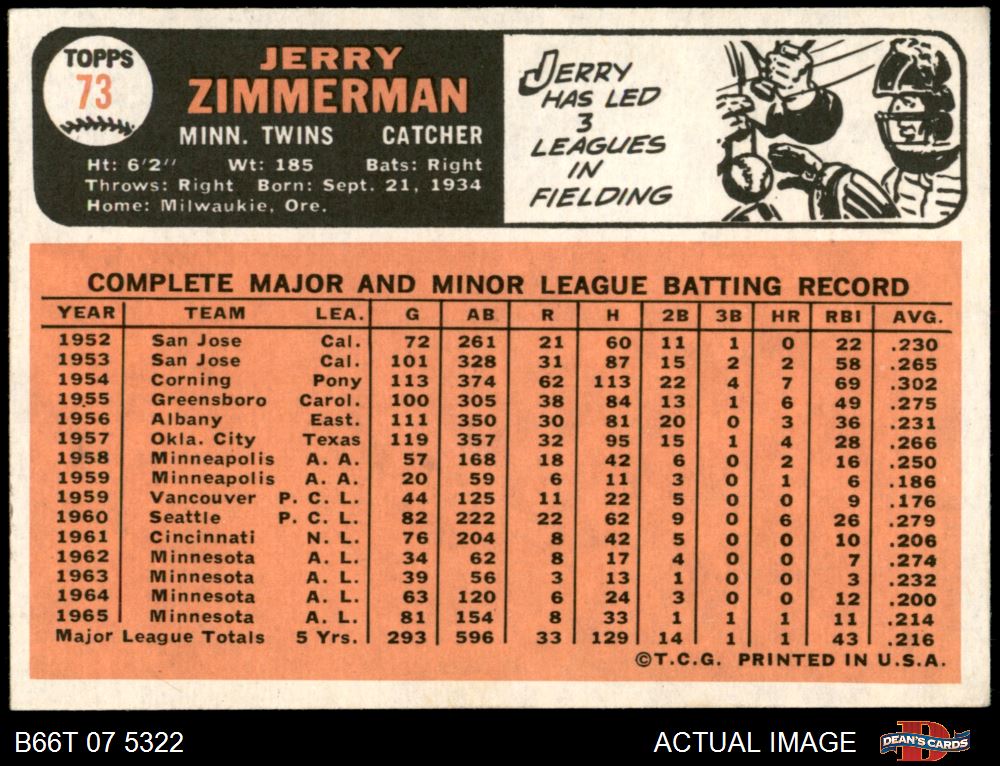 TOPPS
73
JERRY
ZIMMERMAN
MINN. TWINS CATCHER
Ht: 6'2" Wt: 185 Bats: Right
Throws: Right Born: Sept. 21, 1934
Home: Milwaukie, Ore.
JERRY
HAS LED
3
LEAGUES
IN
FIELDING
COMPLETE MAJOR AND MINOR LEAGUE BATTING RECORD
YEAR TEAM LEA. G AB R H 2B 3B HR RBI AVG.
1952 San Jose Cal. 72 261 21 60 11 1 0 22 .230
1953 San Jose Cal. 101 328 31 87 15 2 2 58 .265
1954 Corning Pony 113 374 62 113 22 4 7 69 .302
1955 Greensboro Carol. 100 305 38 84 13 1 6 49 .275
1956 Albany East. 111 350 30 81 20 0 3 36 .231
1957 Okla. City Texas 119 357 32 95 15 1 4 28 .266
1958 Minneapolis A. A. 57 168 18 42 6 0 2 16 .250
1959 Minneapolis A. A. 20 59 6 11 3 0 1 6 .186
1959 Vancouver P. C. L. 44 125 11 22 5 0 0 9 .176
1960 Seattle P. C. L. 82 222 22 62 9 0 6 26 .279
1961 Cincinnati N. L. 76 204 8 42 5 0 0 10 .206
1962 Minnesota A. L. 34 62 8 17 4 0 0 7 .274
1963 Minnesota A. L. 39 56 3 13 1 0 0 3 .232
1964 Minnesota A. L. 63 120 6 24 3 0 0 12 .200
1965 Minnesota A. L. 81 154 8 33 1 1 1 11 .214
Major League Totals 5 Yrs. 293 596 33 129 14 1 1 43 .216
©T.C.G. PRINTED IN U.S.A.
B66T 07 5322 ACTUAL IMAGE
D
DEAN'S CARDS